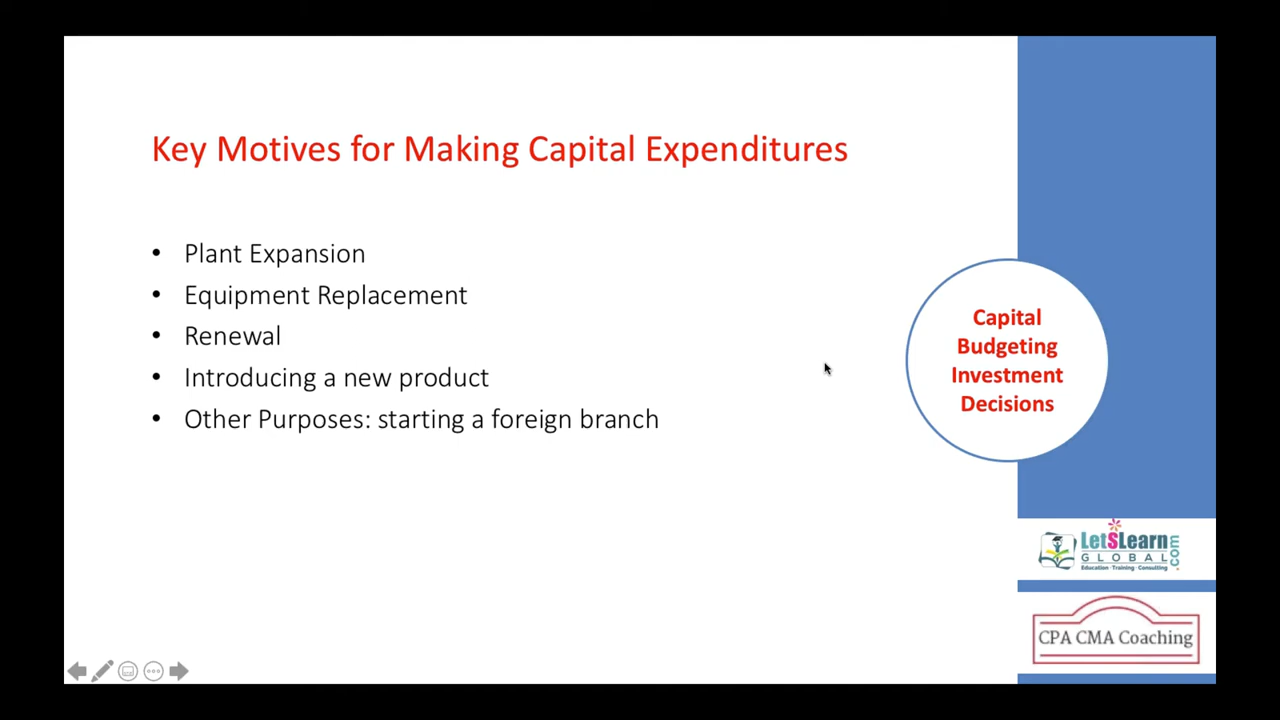 Key Motives for Making Capital Expenditures
• Plant Expansion
• Equipment Replacement
• Renewal
• Introducing a new product
• Other Purposes: starting a foreign branch
Capital
Budgeting
Investment
Decisions
LetSLearn
GLOBAL
.com
Education · Training · Consulting
CPA CMA Coaching